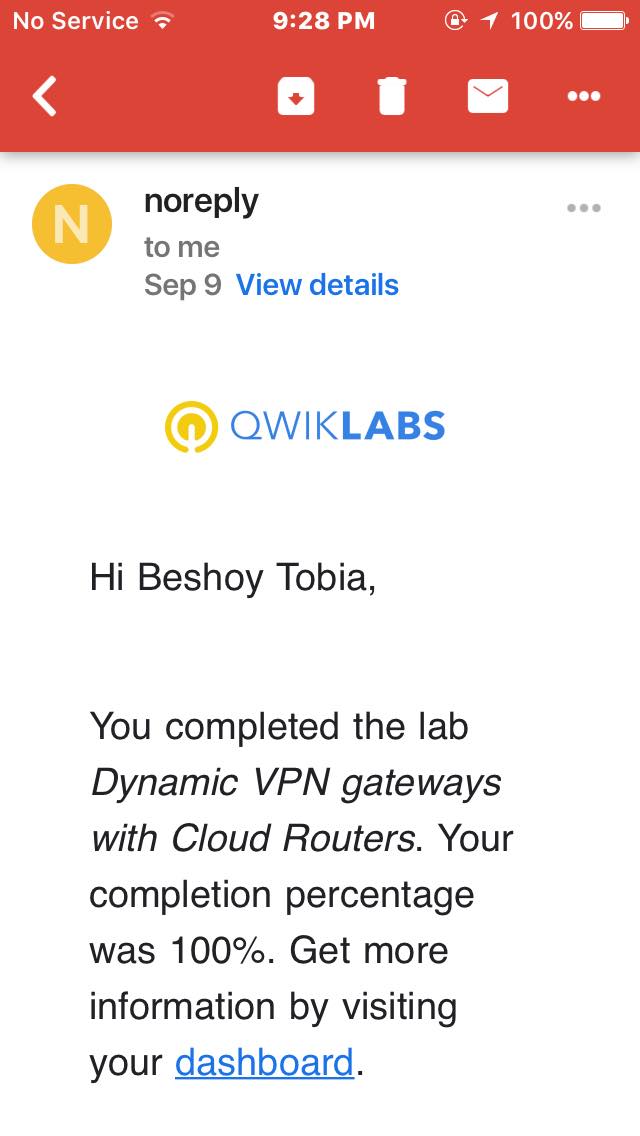 No Service 9:28 PM 100%
N noreply
to me
Sep 9 View details
QWIKLABS
Hi Beshoy Tobia,
You completed the lab
Dynamic VPN gateways
with Cloud Routers. Your
completion percentage
was 100%. Get more
information by visiting
your dashboard.